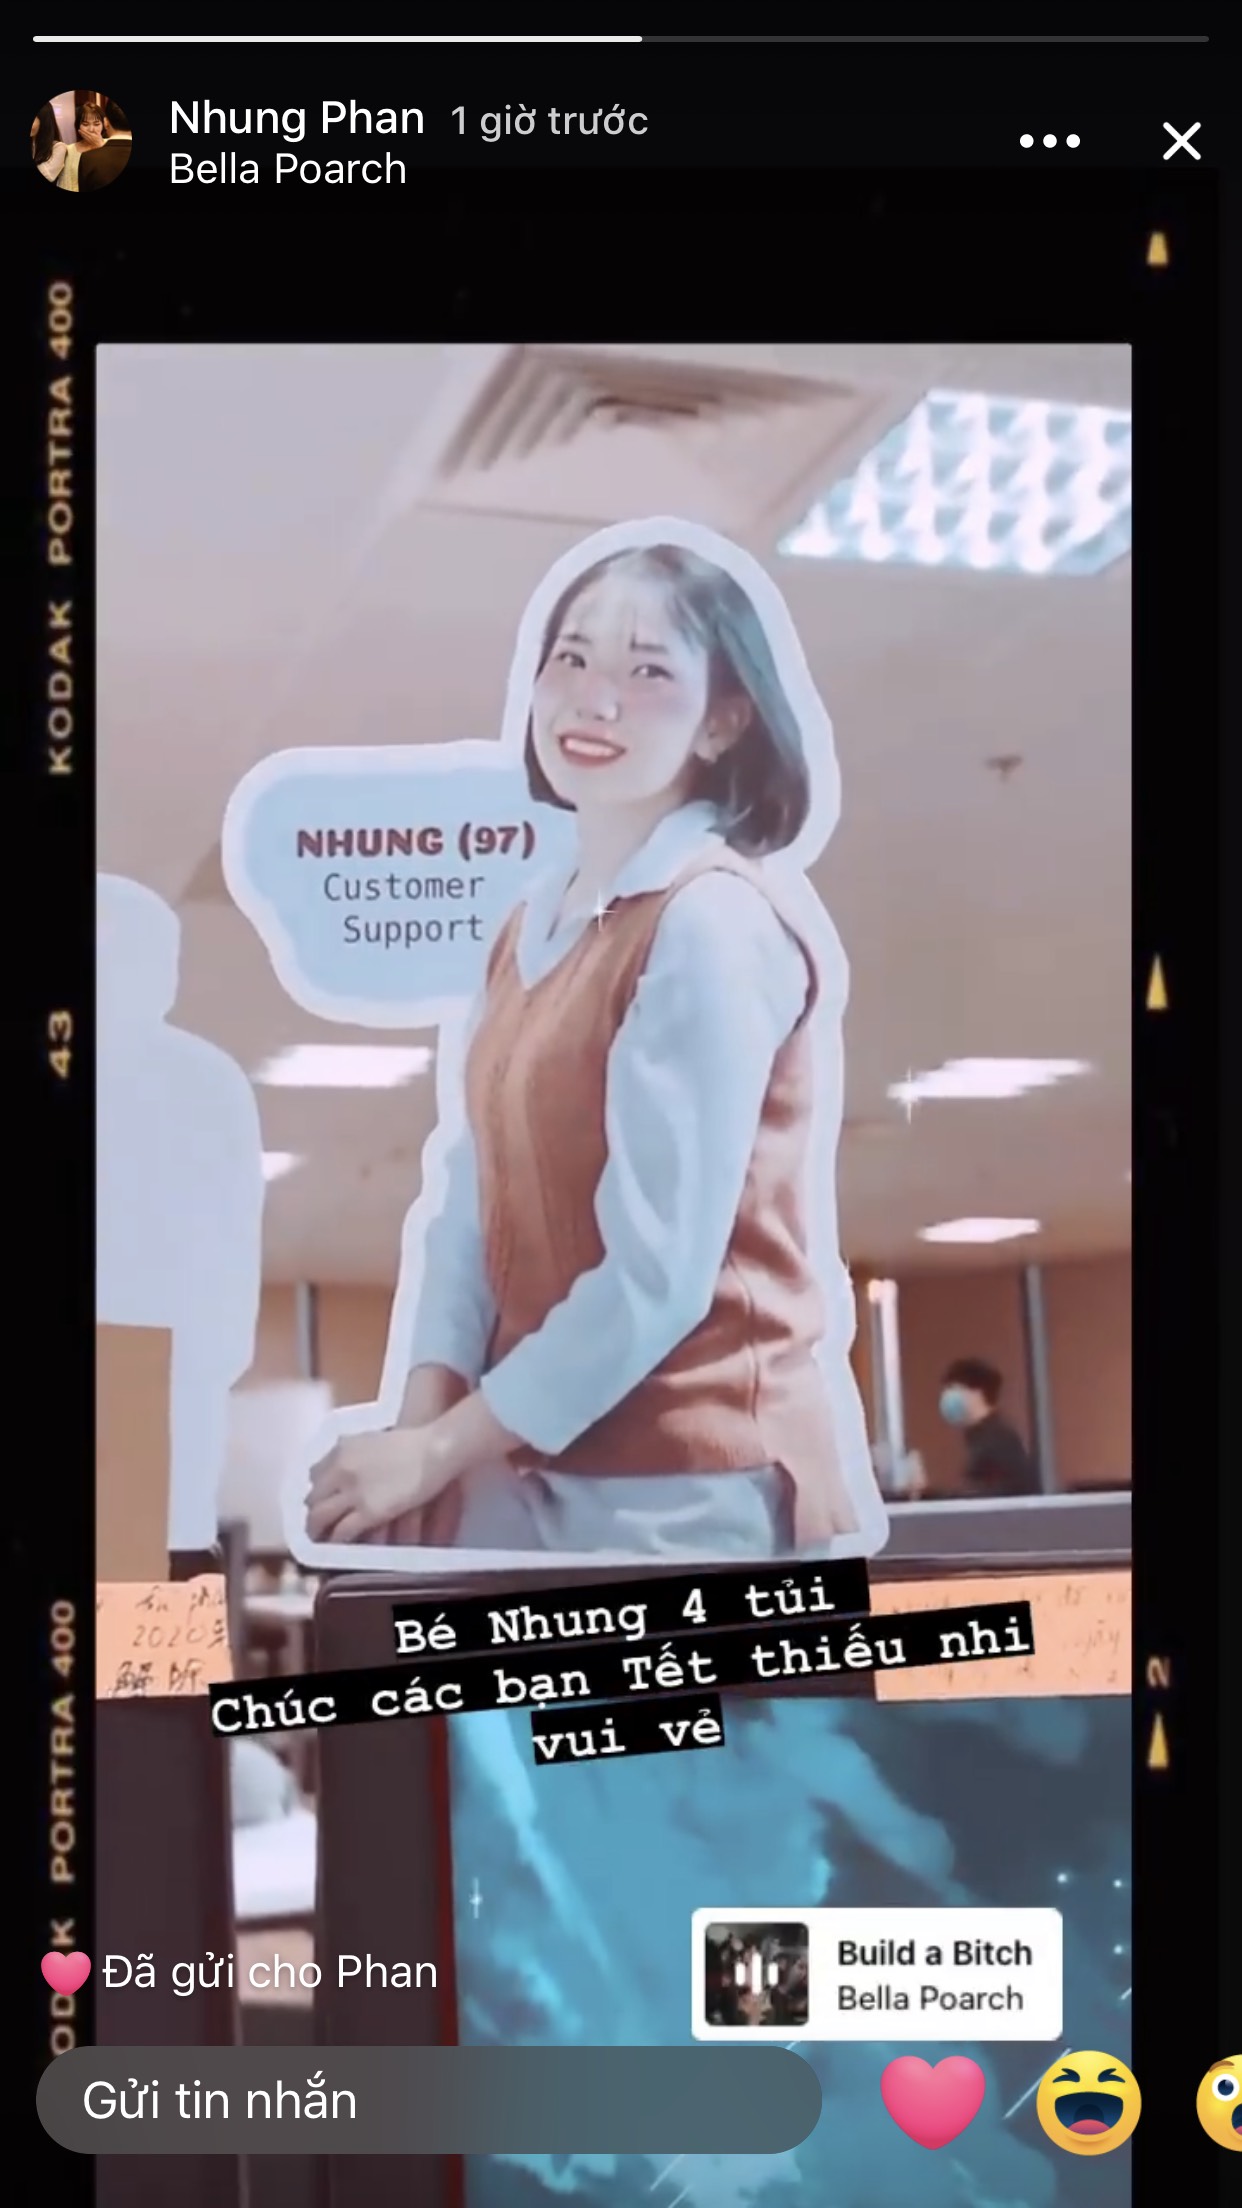 Nhung Phan 1 giờ trước
Bella Poarch
KODAK PORTRA 400
43
KODAK PORTRA 400
2
NHUNG (97)
Customer
Support
2020
Bé Nhung 4 tủi
Chúc các bạn Tết thiếu nhi
vui vẻ
Build a Bitch
Bella Poarch
Đã gửi cho Phan
Gửi tin nhắn